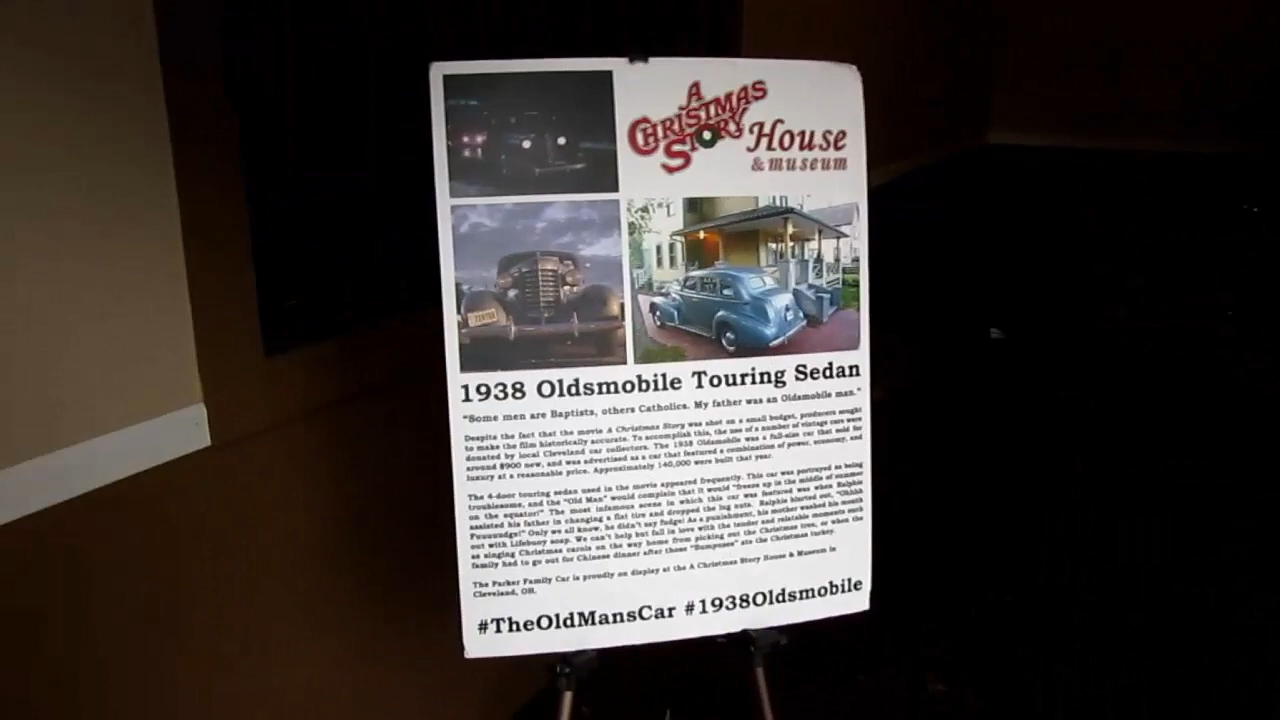 A
CHRISTMAS
STORY
House
& museum
1938 Oldsmobile Touring Sedan
"Some men are Baptists, others Catholics. My father was an Oldsmobile man."
Despite the fact that the movie A Christmas Story was shot on a small budget, producers sought
to make the film historically accurate. To accomplish this, the use of a number of vintage cars were
donated by local Cleveland car collectors. The 1938 Oldsmobile was a full-size car that sold for
around $900 new, and was advertised as a car that featured a combination of power, economy, and
luxury at a reasonable price. Approximately 140,000 were built that year.
The 4-door touring sedan used in the movie appeared frequently. This car was portrayed as being
troublesome, and the "Old Man" would complain that it would "freeze up in the middle of summer
on the equator!" The most infamous scene in which this car was featured was when Ralphie
assisted his father in changing a flat tire and dropped the lug nuts. Ralphie blurted out, "Ohhhh
Fuuuudge!" Only we all know, he didn't say fudge! As a punishment, his mother washed his mouth
out with Lifebuoy soap. We can't help but fall in love with the tender and relatable moments such
as singing Christmas carols on the way home from picking out the Christmas tree, or when the
family had to go out for Chinese dinner after those "Bumpuses" ate the Christmas turkey.
The Parker Family Car is proudly on display at the A Christmas Story House & Museum in
Cleveland, OH.
#TheOldMansCar #1938Oldsmobile